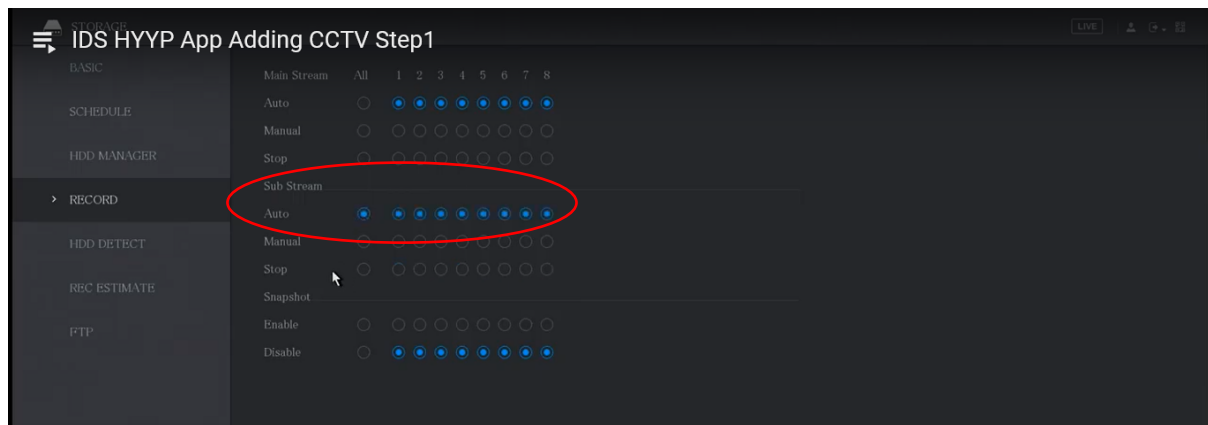 STORAGE
LIVE
IDS HYYP App Adding CCTV Step1
BASIC
SCHEDULE
HDD MANAGER
RECORD
HDD DETECT
REC ESTIMATE
FTP
Main Stream All 1 2 3 4 5 6 7 8
Auto
Manual
Stop
Sub Stream
Auto
Manual
Stop
Snapshot
Enable
Disable